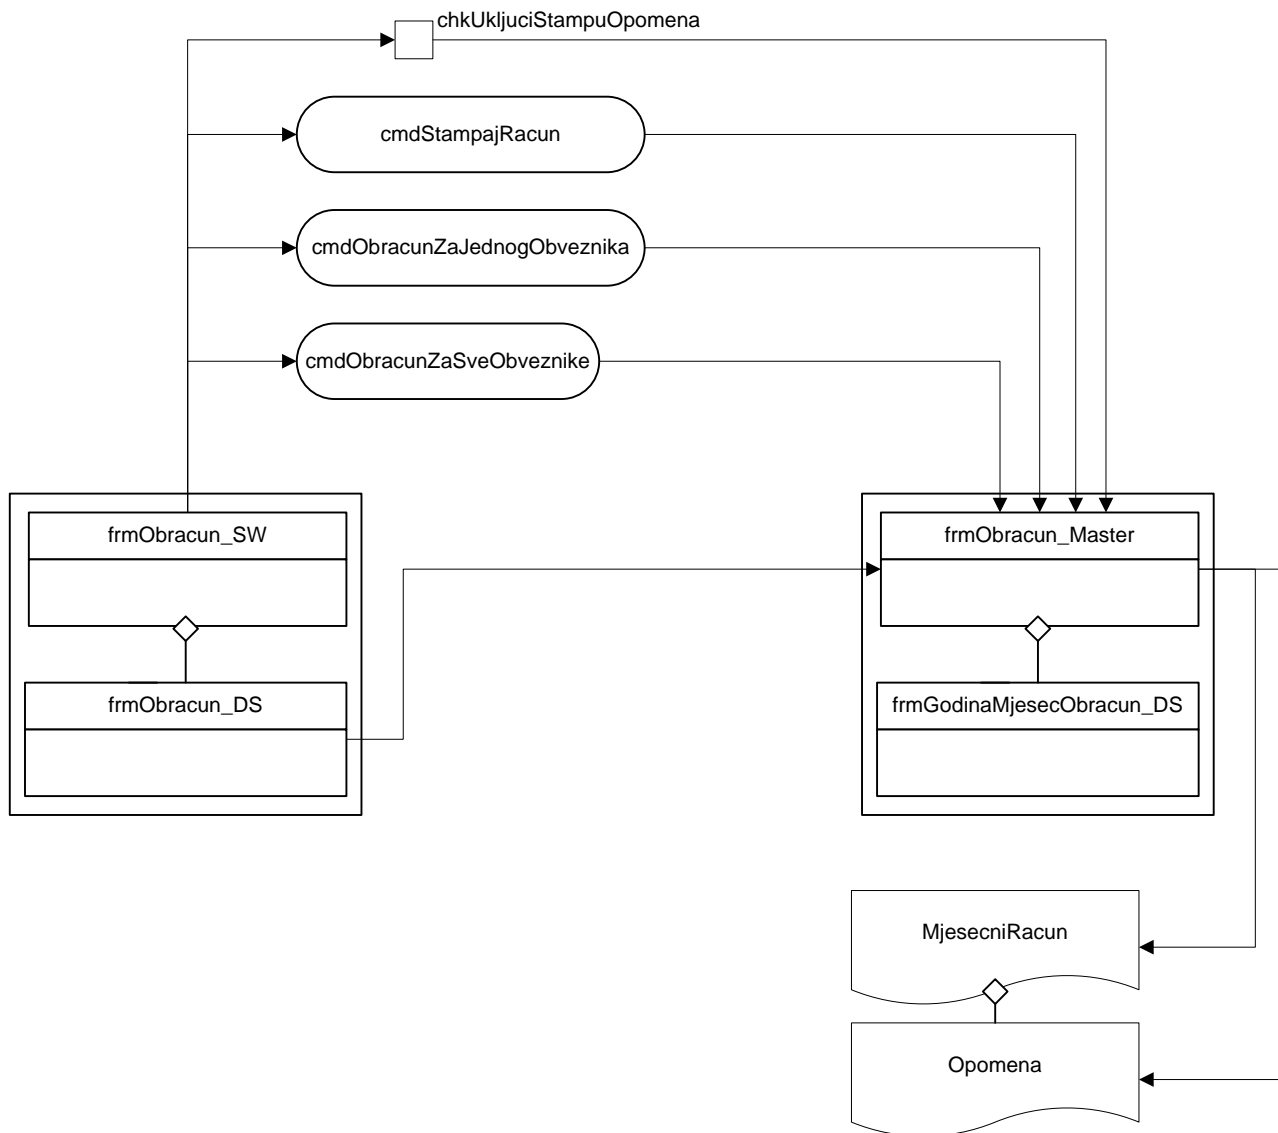 chkUkljuciStampuOpomena
cmdStampajRacun
cmdObracunZaJednogObveznika
cmdObracunZaSveObveznike
frmObracun_SW
frmObracun_Master
frmObracun_DS
frmGodinaMjesecObracun_DS
MjesecniRacun
Opomena